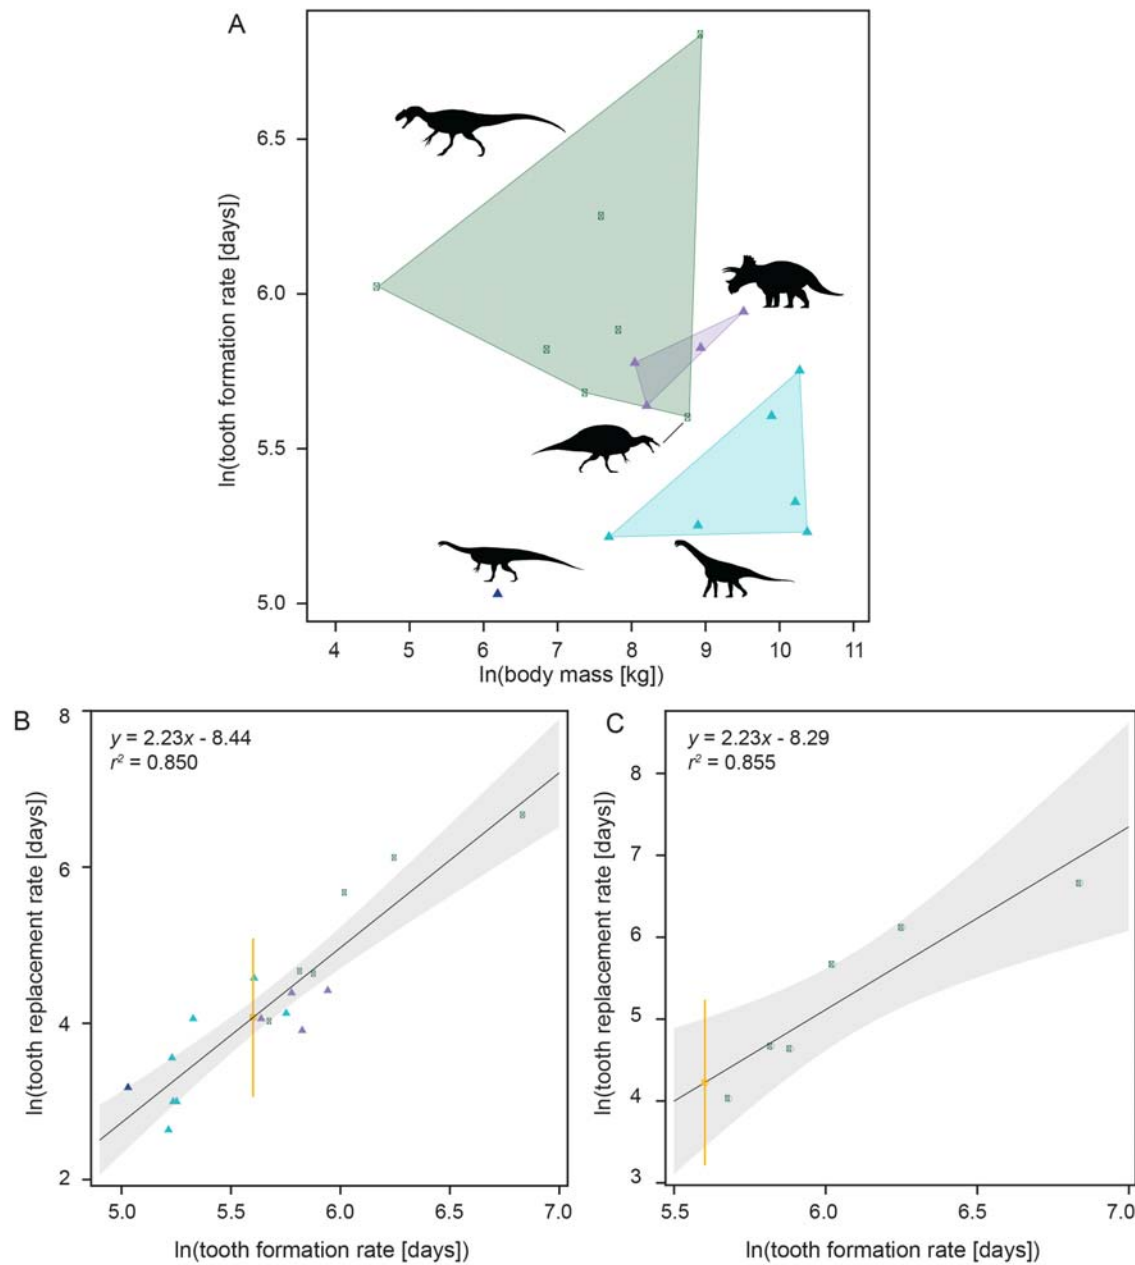 A
ln(tooth formation rate [days])
6.5
6.0
5.5
5.0
4 5 6 7 8 9 10 11
ln(body mass [kg])
B
y = 2.23x - 8.44
r² = 0.850
ln(tooth replacement rate [days])
8
6
4
2
5.0 5.5 6.0 6.5 7.0
ln(tooth formation rate [days])
C
y = 2.23x - 8.29
r² = 0.855
ln(tooth replacement rate [days])
8
7
6
5
4
3
5.5 6.0 6.5 7.0
ln(tooth formation rate [days])